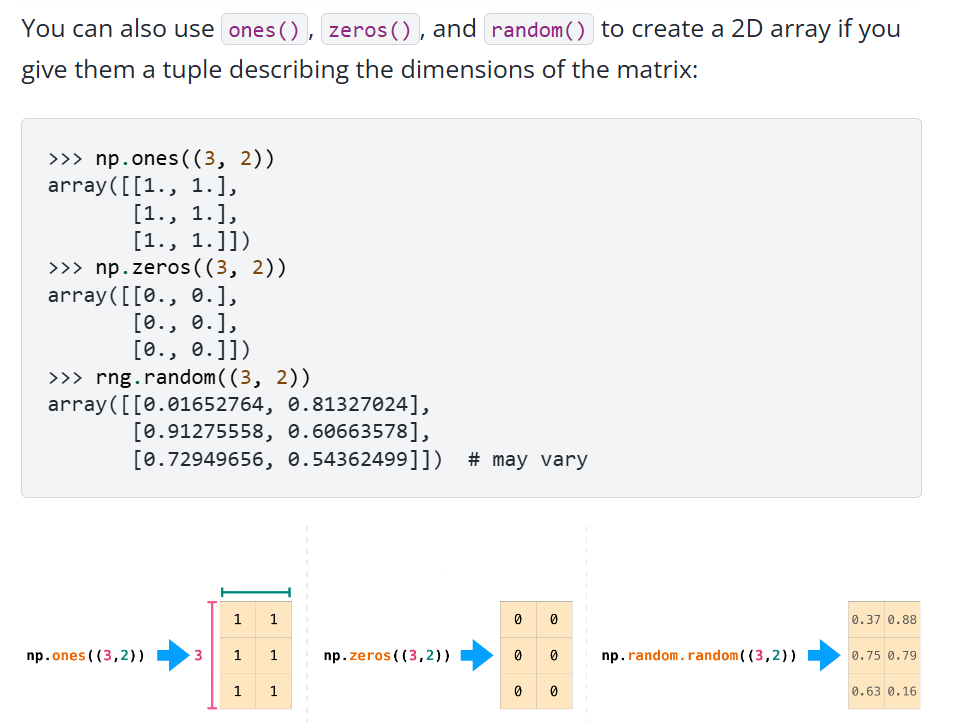 You can also use ones(), zeros(), and random() to create a 2D array if you
give them a tuple describing the dimensions of the matrix:
>>> np.ones((3, 2))
array([[1., 1.],
       [1., 1.],
       [1., 1.]])
>>> np.zeros((3, 2))
array([[0., 0.],
       [0., 0.],
       [0., 0.]])
>>> rng.random((3, 2))
array([[0.01652764, 0.81327024],
       [0.91275558, 0.60663578],
       [0.72949656, 0.54362499]])  # may vary
np.ones((3,2))
3
1 1
1 1
1 1
np.zeros((3,2))
0 0
0 0
0 0
np.random.random((3,2))
0.37 0.88
0.75 0.79
0.63 0.16